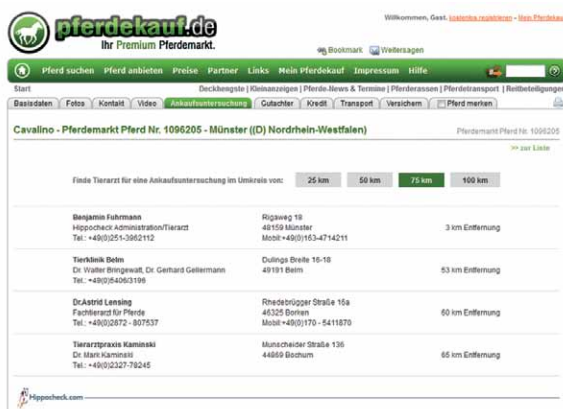 pferdekauf.de
Ihr Premium Pferdemarkt.
Willkommen, Gast. kostenlos registrieren - Mein Pferdekauf
Bookmark Weitersagen
Pferd suchen Pferd anbieten Preise Partner Links Mein Pferdekauf Impressum Hilfe
Start
Deckhengste | Kleinanzeigen | Pferde-News & Termine | Pferderassen | Pferdetransport | Reitbeteiligungen
Basisdaten Fotos Kontakt Video Ankaufsuntersuchung Gutachter Kredit Transport Versichern Pferd merken
Cavalino - Pferdemarkt Pferd Nr. 1096205 - Münster ((D) Nordrhein-Westfalen)
Pferdemarkt Pferd Nr. 1096205
>> zur Liste
Finde Tierarzt für eine Ankaufsuntersuchung im Umkreis von: 25 km 50 km 75 km 100 km
Benjamin Fuhrmann Rigaweg 18
Hippocheck Administration/Tierarzt 48159 Münster 3 km Entfernung
Tel.: +49(0)251-3962112 Mobil:+49(0)163-4714211
Tierklinik Belm Dulings Breite 16-18
Dr. Walter Bringewatt, Dr. Gerhard Gellermann 49191 Belm 53 km Entfernung
Tel.: +49(0)5406/3196
Dr.Astrid Lensing Rhedebrügger Straße 16a
Fachtierarzt für Pferde 46325 Borken 60 km Entfernung
Tel.: +49(0)2872 - 807537 Mobil:+49(0)170 - 5411870
Tierarztpraxis Kaminski Munscheider Straße 136
Dr. Mark Kaminski 44869 Bochum 65 km Entfernung
Tel.: +49(0)2327-79245
Hippocheck.com